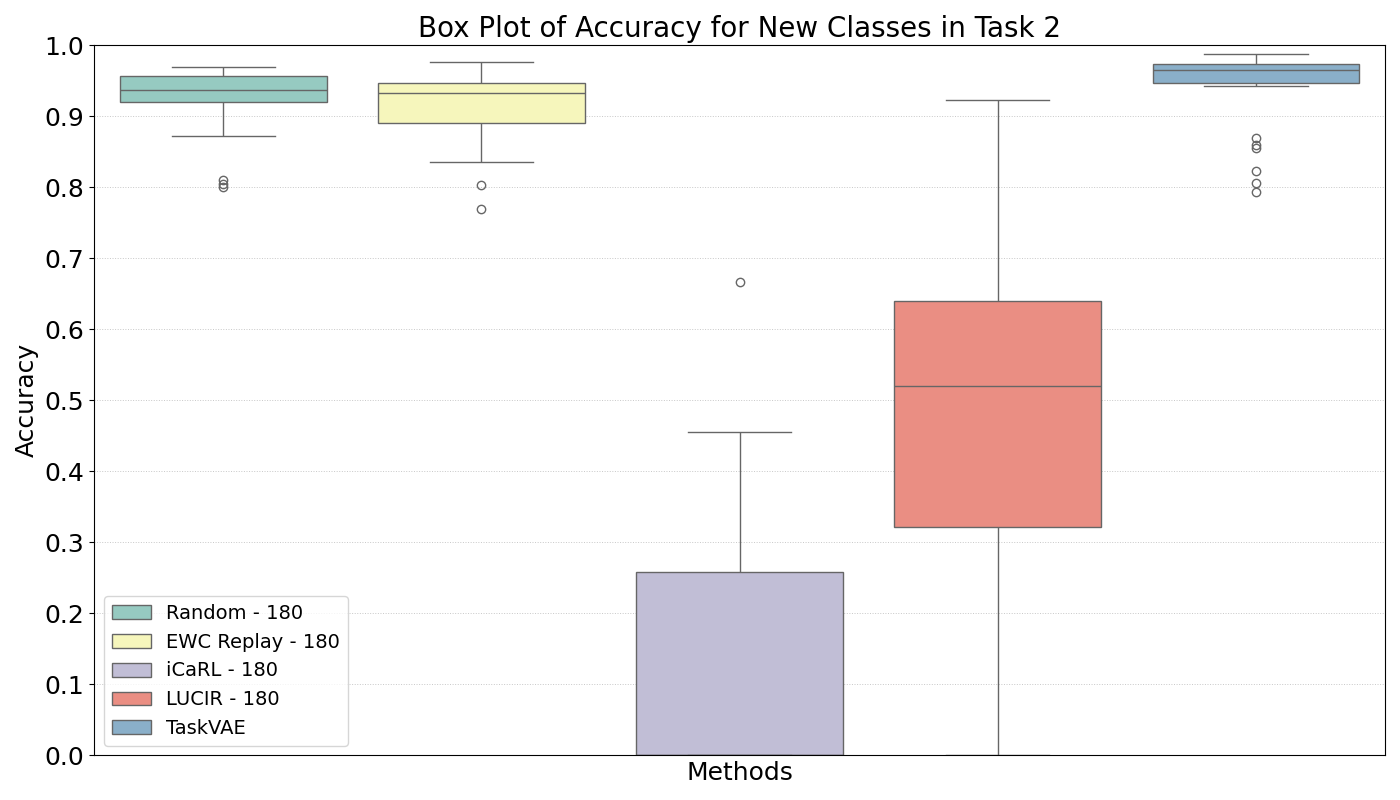 Box Plot of Accuracy for New Classes in Task 2
1.0
0.9
0.8
0.7
0.6
0.5
0.4
0.3
0.2
0.1
0.0
Accuracy
Random - 180
EWC Replay - 180
iCaRL - 180
LUCIR - 180
TaskVAE
Methods